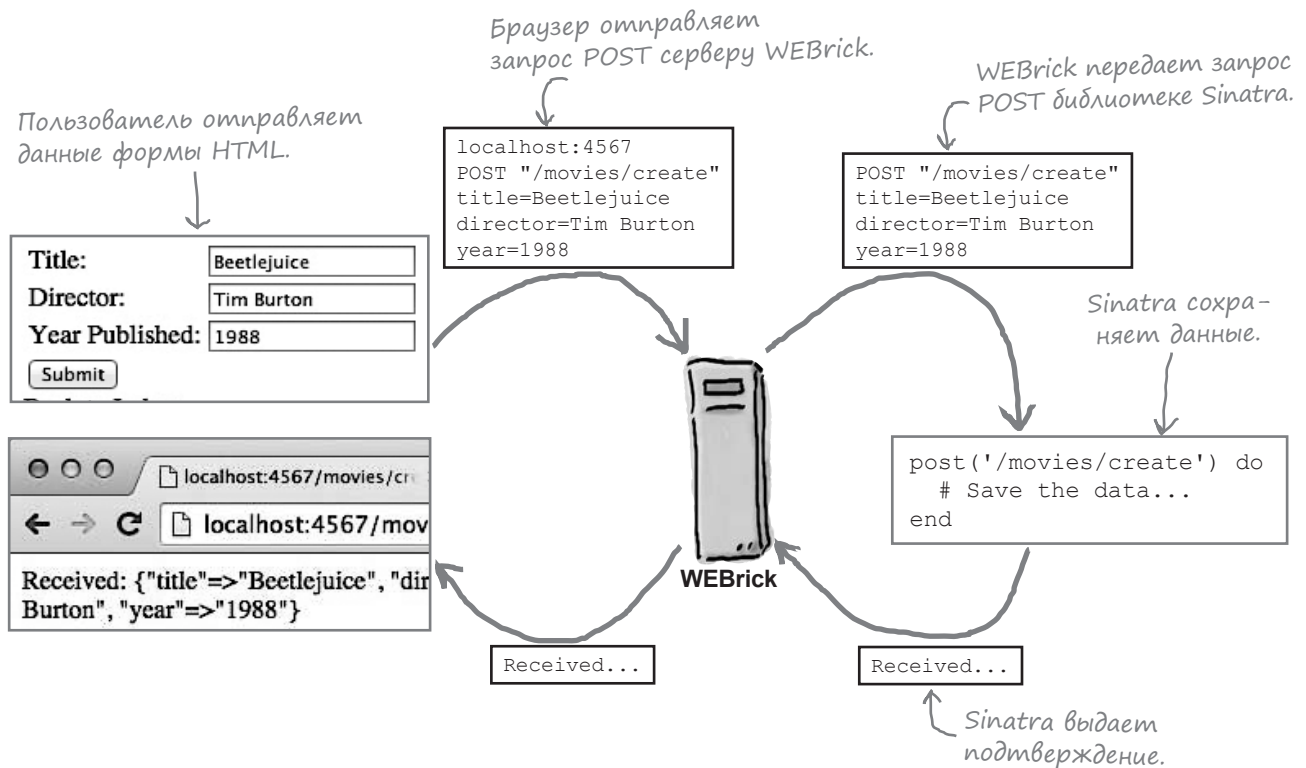 Браузер отправляет
запрос POST серверу WEBrick.
WEBrick передает запрос
POST библиотеке Sinatra.
Пользователь отправляет
данные формы HTML.
localhost:4567
POST "/movies/create"
title=Beetlejuice
director=Tim Burton
year=1988
POST "/movies/create"
title=Beetlejuice
director=Tim Burton
year=1988
Title:
Beetlejuice
Director:
Tim Burton
Year Published:
1988
Submit
Sinatra сохра-
няет данные.
WEBrick
post('/movies/create') do
# Save the data...
end
localhost:4567/movies/cre
localhost:4567/mov
Received: {"title"=>"Beetlejuice", "dir
Burton", "year"=>"1988"}
Received...
Received...
Sinatra выдает
подтверждение.